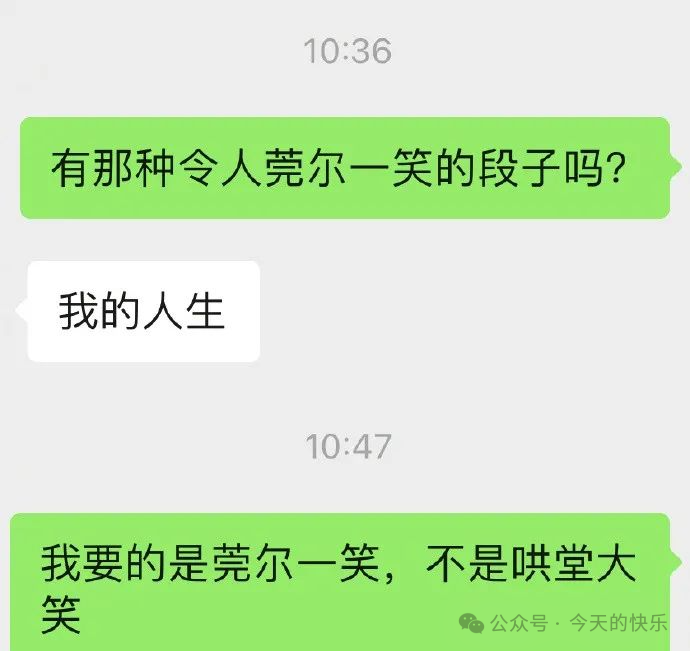 10:36
有那种令人莞尔一笑的段子吗?
我的人生
10:47
我要的是莞尔一笑，不是哄堂大
笑
公众号 · 今天的快乐